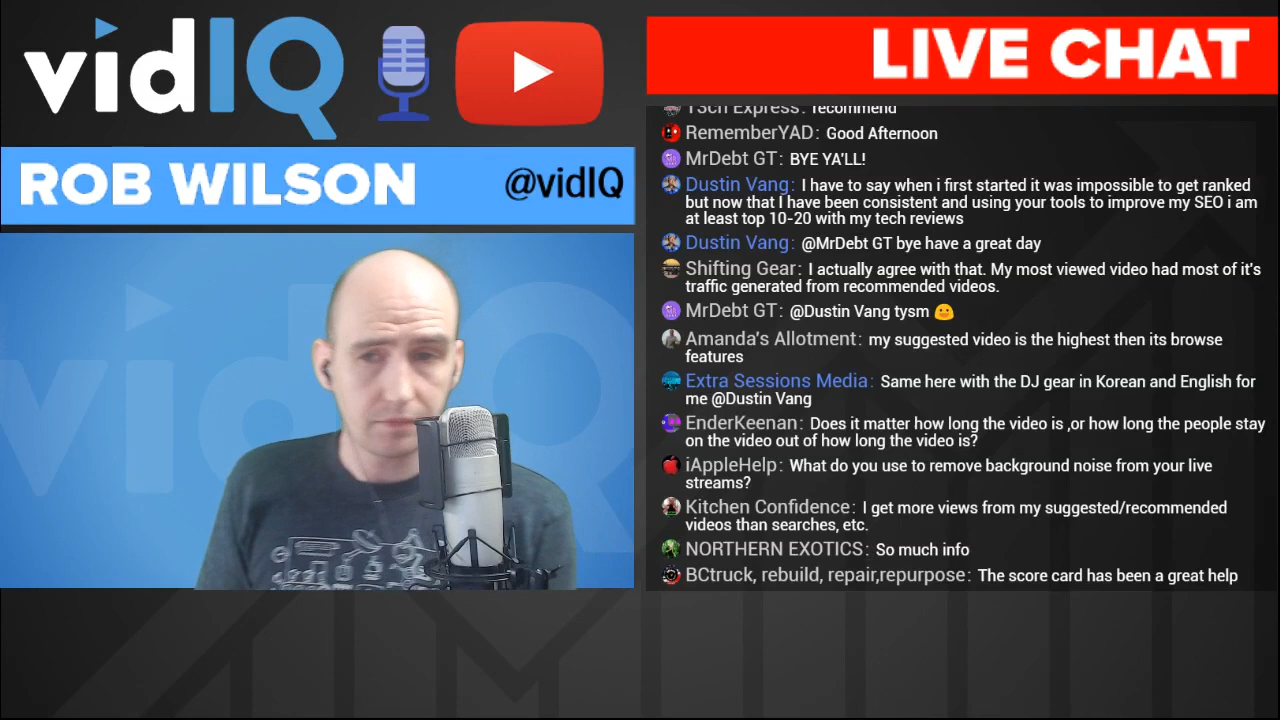 vidIQ
LIVE CHAT
ROB WILSON
@vidIQ
Express: recommend
RememberYAD: Good Afternoon
MrDebt GT: BYE YA'LL!
Dustin Vang: I have to say when i first started it was impossible to get ranked
but now that I have been consistent and using your tools to improve my SEO i am
at least top 10-20 with my tech reviews
Dustin Vang: @MrDebt GT bye have a great day
Shifting Gear: I actually agree with that. My most viewed video had most of it's
traffic generated from recommended videos.
MrDebt GT: @Dustin Vang tysm
Amanda's Allotment: my suggested video is the highest then its browse
features
Extra Sessions Media: Same here with the DJ gear in Korean and English for
me @Dustin Vang
EnderKeenan: Does it matter how long the video is ,or how long the people stay
on the video out of how long the video is?
iAppleHelp: What do you use to remove background noise from your live
streams?
Kitchen Confidence: I get more views from my suggested/recommended
videos than searches, etc.
NORTHERN EXOTICS: So much info
BCtruck, rebuild, repair,repurpose: The score card has been a great help